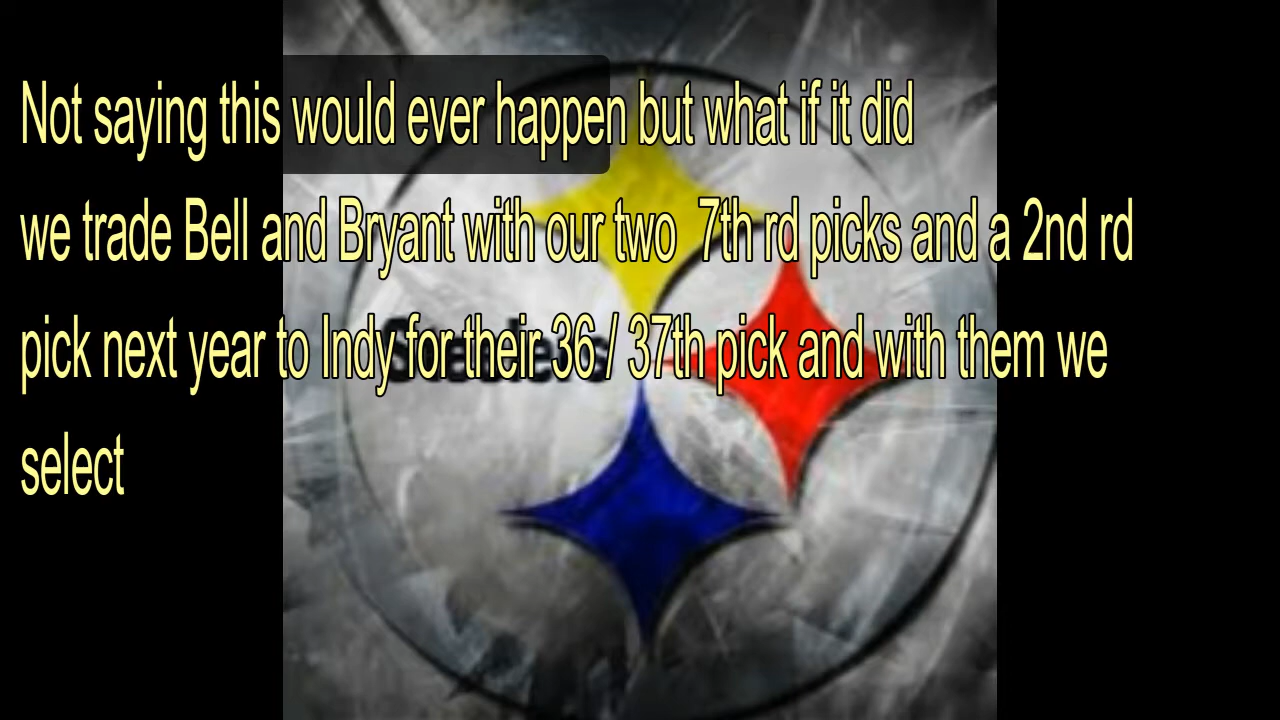 Not saying this would ever happen but what if it did
we trade Bell and Bryant with our two  7th rd picks and a 2nd rd
pick next year to Indy for their 36 / 37th pick and with them we
Steelers
select